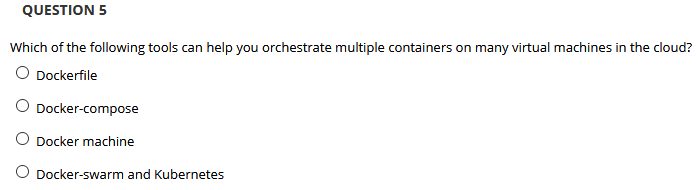 QUESTION 5
Which of the following tools can help you orchestrate multiple containers on many virtual machines in the cloud?
Dockerfile
Docker-compose
Docker machine
Docker-swarm and Kubernetes